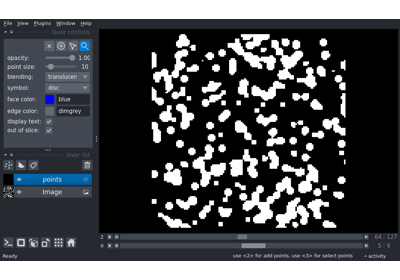 File View Plugins Window Help
layer controls
opacity: 1.00
point size: 10
blending: translucen
symbol: disc
face color: blue
edge color: dimgrey
display text:
out of slice:
layer list
points
Image
2 64 127
0 5 9
use <2> for add points, use <3> for select points activity